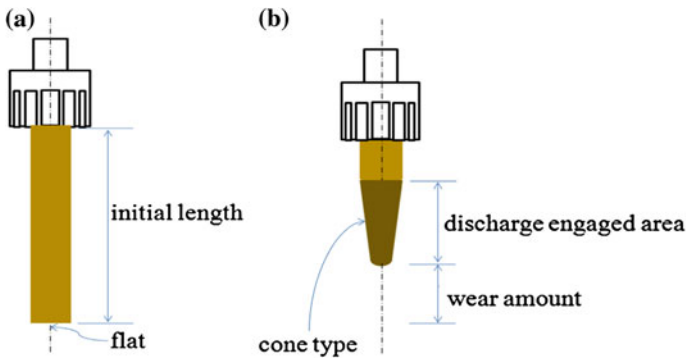 (a)
initial length
flat
(b)
discharge engaged area
wear amount
cone type